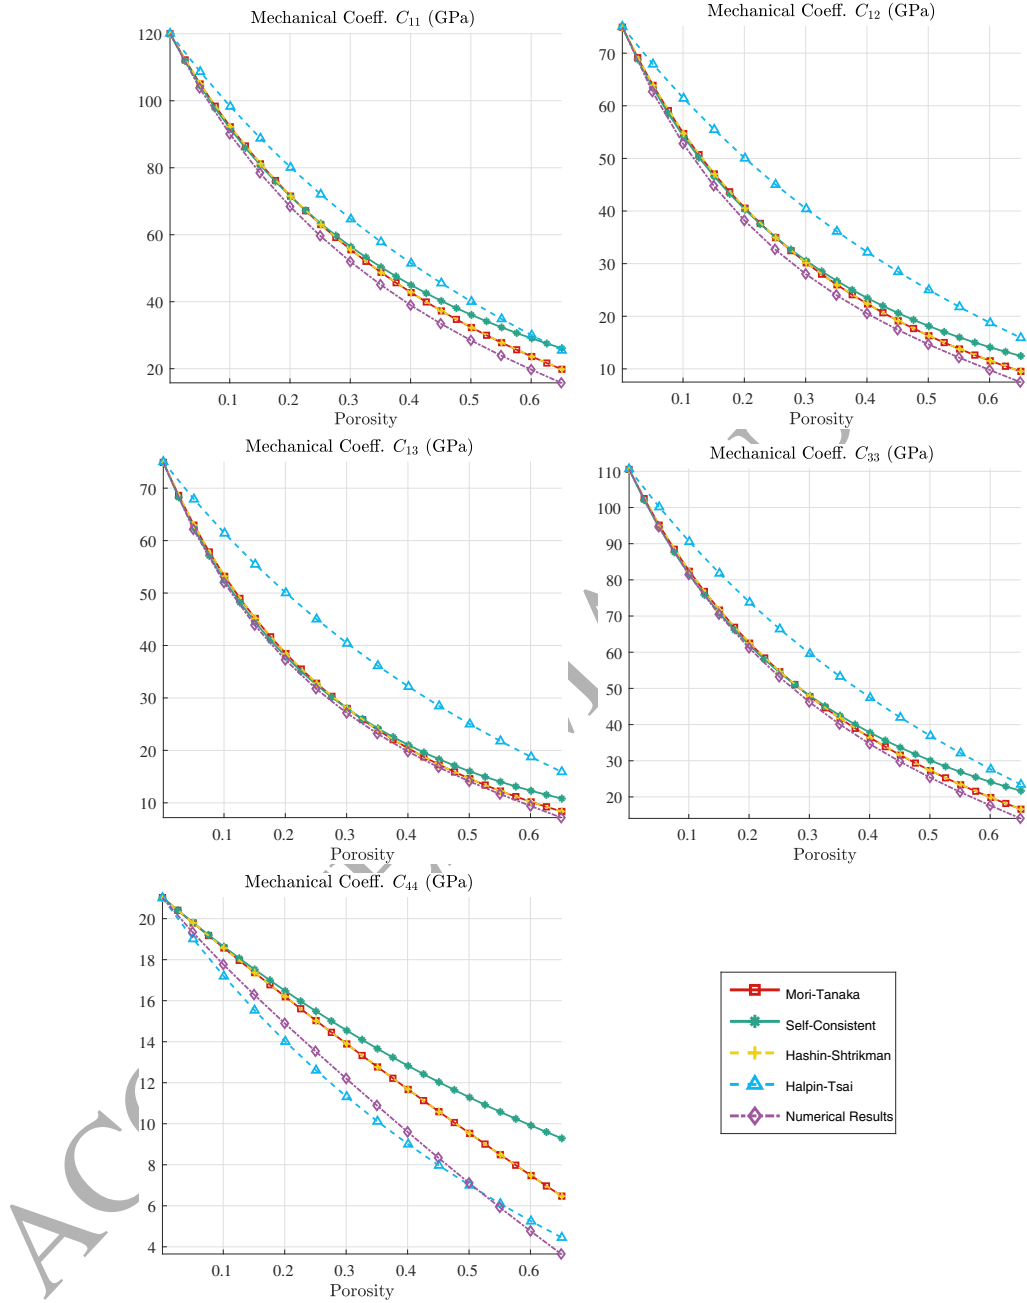 Mechanical Coeff. C11 (GPa)
120
100
80
60
40
20
0.1 0.2 0.3 0.4 0.5 0.6
Porosity
Mechanical Coeff. C12 (GPa)
70
60
50
40
30
20
10
0.1 0.2 0.3 0.4 0.5 0.6
Porosity
Mechanical Coeff. C13 (GPa)
70
60
50
40
30
20
10
0.1 0.2 0.3 0.4 0.5 0.6
Porosity
Mechanical Coeff. C33 (GPa)
110
100
90
80
70
60
50
40
30
20
0.1 0.2 0.3 0.4 0.5 0.6
Porosity
Mechanical Coeff. C44 (GPa)
20
18
16
14
12
10
8
6
4
0.1 0.2 0.3 0.4 0.5 0.6
Porosity
Mori-Tanaka
Self-Consistent
Hashin-Shtrikman
Halpin-Tsai
Numerical Results